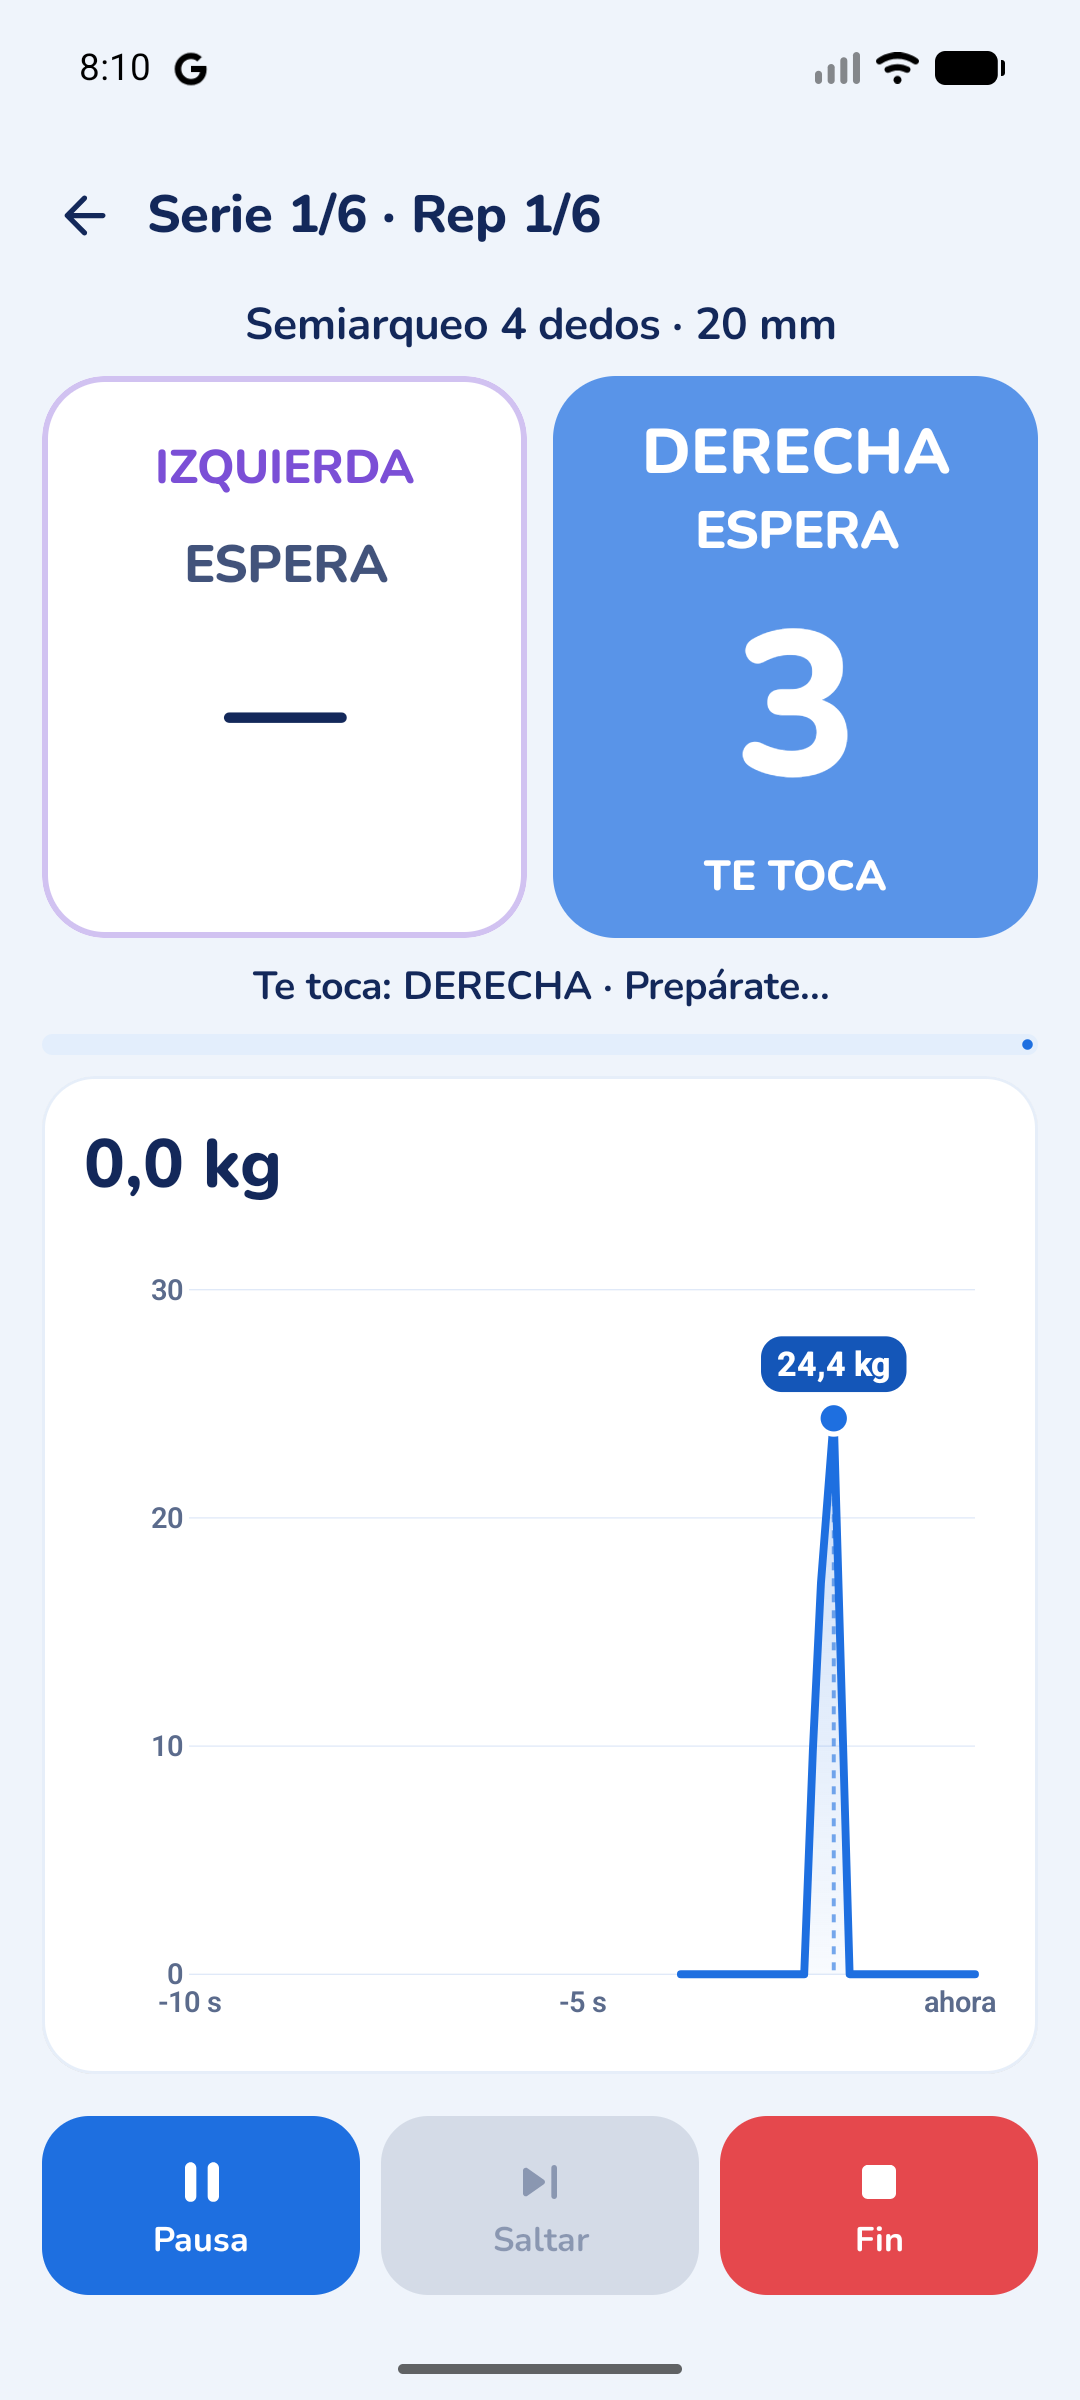 8:10 G
Serie 1/6 · Rep 1/6
Semiarqueo 4 dedos · 20 mm
IZQUIERDA
ESPERA
—
DERECHA
ESPERA
3
TE TOCA
Te toca: DERECHA · Prepárate...
0,0 kg
30
24,4 kg
20
10
0
-10 s -5 s ahora
Pausa Saltar Fin